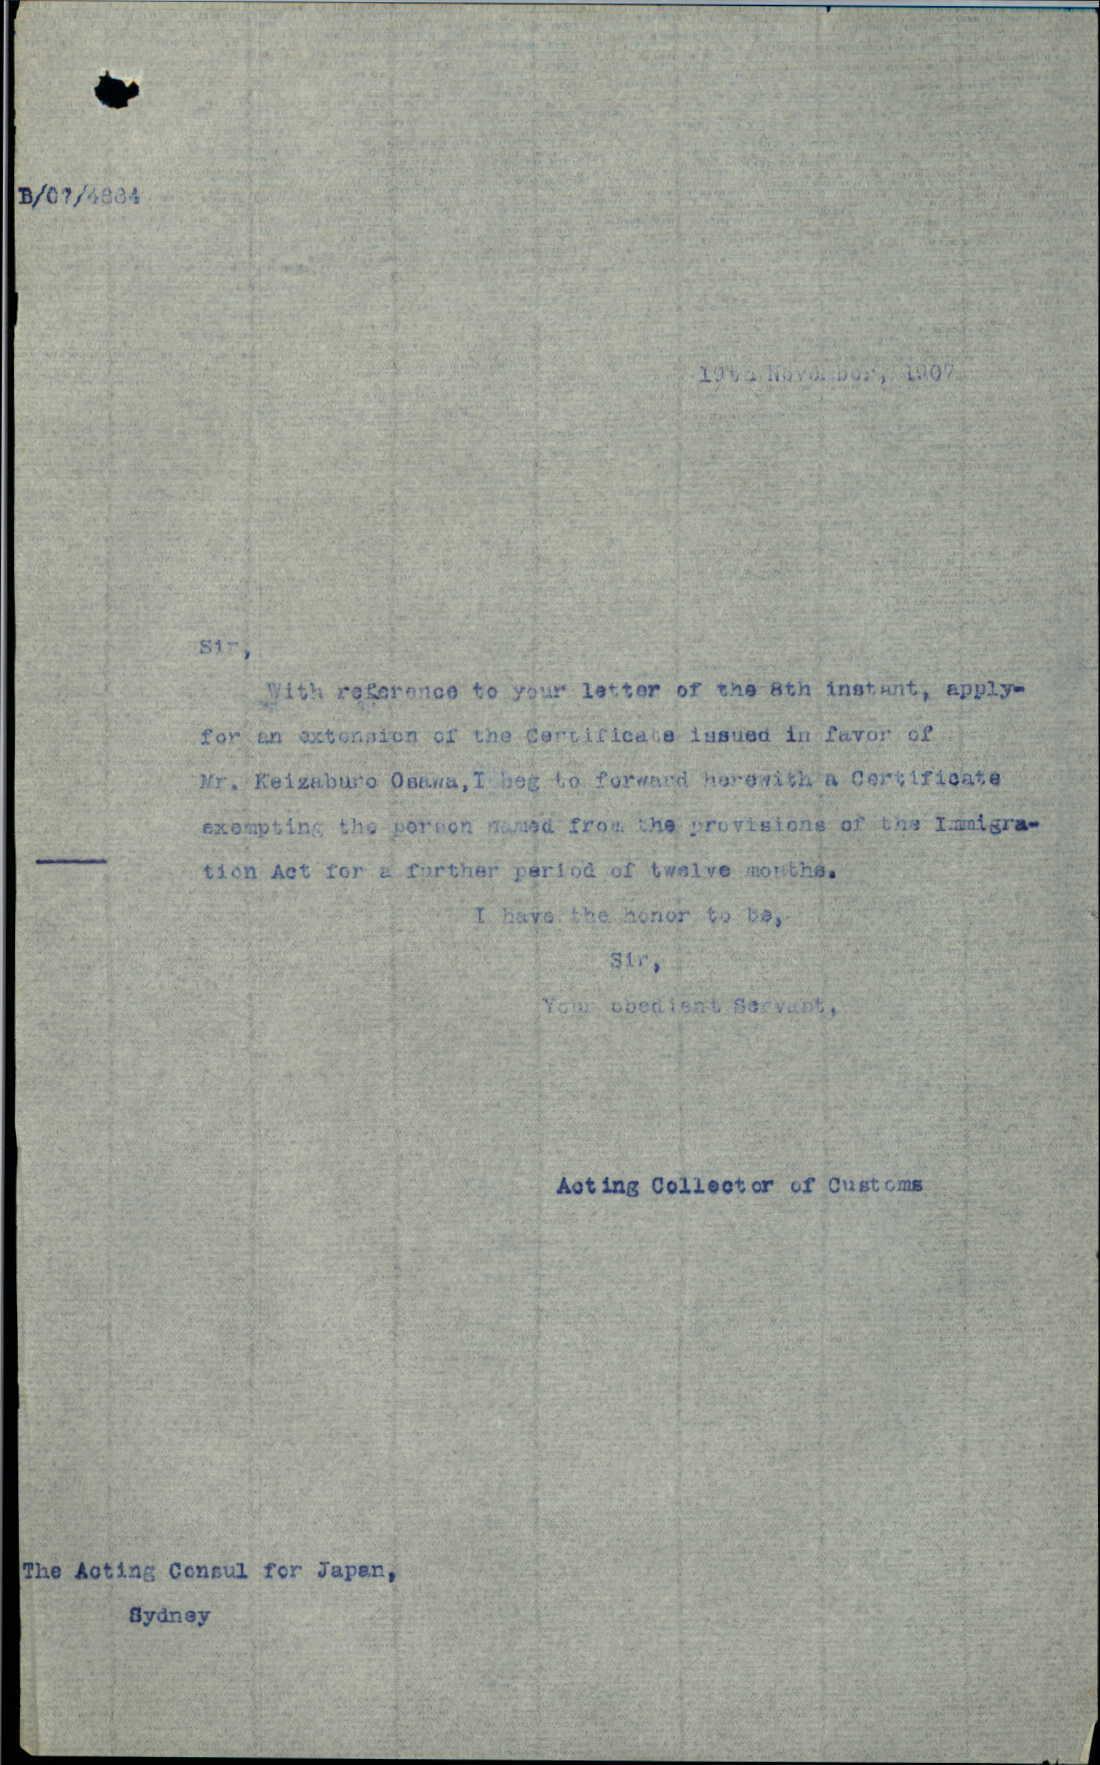 B/07/4884
19th November, 1907
Sir,
With reference to your letter of the 8th instant, apply-
for an extension of the Certificate issued in favor of
Mr. Keizaburo Osawa,I beg to forward herewith a Certificate
exempting the person named from the provisions of the Immigra-
tion Act for a further period of twelve months.
I have the honor to be,
Sir,
Your obedient Servant,
Acting Collector of Customs
The Acting Consul for Japan,
Sydney